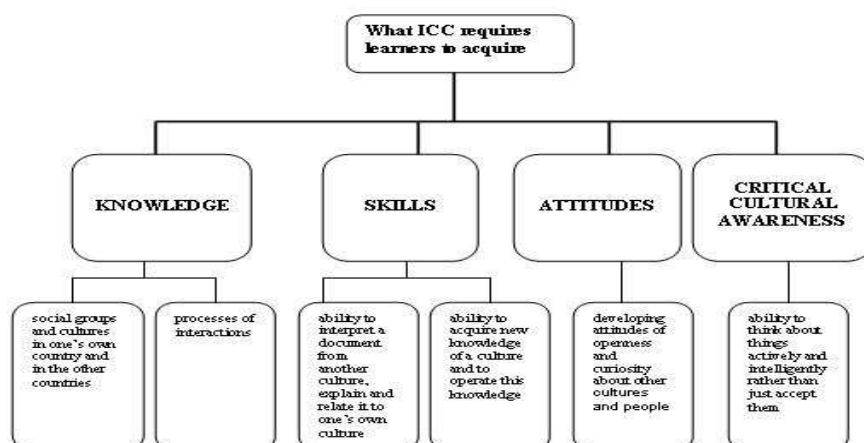 What ICC requires
learners to acquire
KNOWLEDGE
SKILLS
ATTITUDES
CRITICAL
CULTURAL
AWARENESS
social groups
and cultures
in one's own
country and
in the other
countries
processes of
interactions
ability to
interpret a
document
from
another
culture,
explain and
relate it to
one's own
culture
ability to
acquire new
knowledge
of a culture
and to
operate this
knowledge
developing
attitudes of
openness
and
curiosity
about other
cultures
and people
ability to
think about
things
actively and
intelligently
rather than
just accept
them